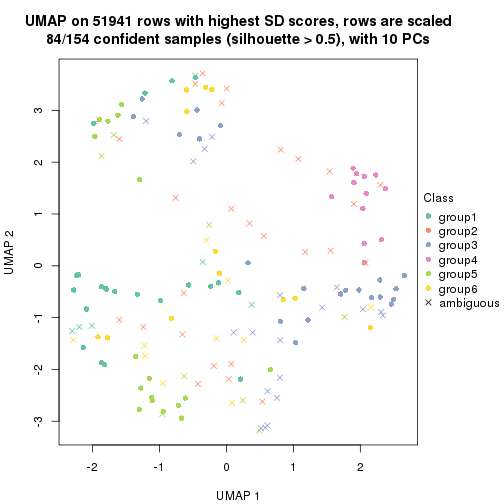 UMAP on 51941 rows with highest SD scores, rows are scaled
84/154 confident samples (silhouette > 0.5), with 10 PCs
UMAP 2
3
2
1
0
-1
-2
-3
-2
-1
0
1
2
UMAP 1
Class
group1
group2
group3
group4
group5
group6
ambiguous